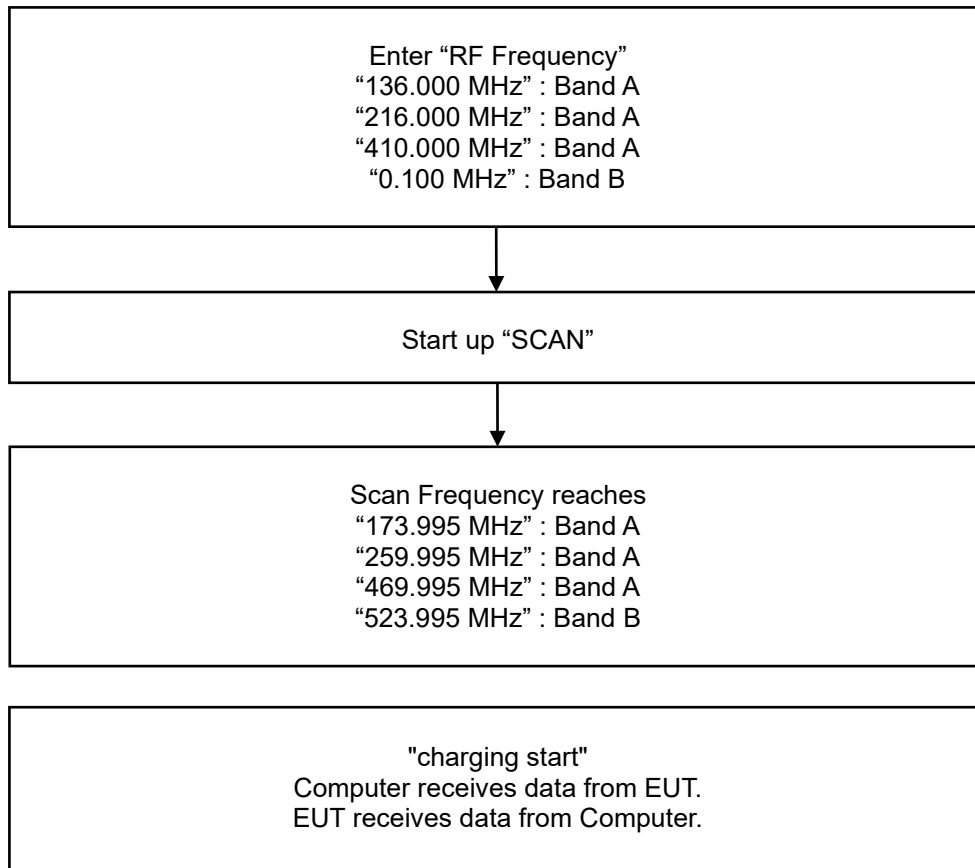 Enter “RF Frequency”
“136.000 MHz” : Band A
“216.000 MHz” : Band A
“410.000 MHz” : Band A
“0.100 MHz” : Band B
Start up “SCAN”
Scan Frequency reaches
“173.995 MHz” : Band A
“259.995 MHz” : Band A
“469.995 MHz” : Band A
“523.995 MHz” : Band B
"charging start"
Computer receives data from EUT.
EUT receives data from Computer.